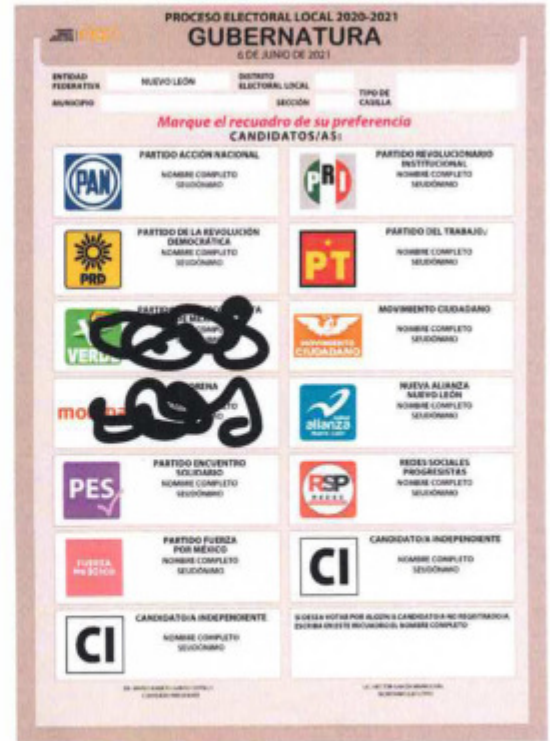 PROCESO ELECTORAL LOCAL 2020-2021
GUBERNATURA
6 DE JUNIO DE 2021
ENTIDAD FEDERATIVA
NUEVO LEÓN
DISTRITO ELECTORAL LOCAL
MUNICIPIO
SECCIÓN
TIPO DE CASILLA
Marque el recuadro de su preferencia
CANDIDATOS/AS:
PAN
PARTIDO ACCIÓN NACIONAL
NOMBRE COMPLETO
SEUDÓNIMO
PRI
PARTIDO REVOLUCIONARIO
INSTITUCIONAL
NOMBRE COMPLETO
SEUDÓNIMO
PRD
PARTIDO DE LA REVOLUCIÓN
DEMOCRÁTICA
NOMBRE COMPLETO
SEUDÓNIMO
PT
PARTIDO DEL TRABAJO
NOMBRE COMPLETO
SEUDÓNIMO
VERDE
MOVIMIENTO CIUDADANO
MOVIMIENTO
CIUDADANO
NOMBRE COMPLETO
SEUDÓNIMO
alianza
NUEVA ALIANZA
NUEVO LEÓN
NOMBRE COMPLETO
SEUDÓNIMO
PES
PARTIDO ENCUENTRO
SOLIDARIO
NOMBRE COMPLETO
SEUDÓNIMO
RSP
REDES SOCIALES
PROGRESISTAS
NOMBRE COMPLETO
SEUDÓNIMO
FUERZA
MÉXICO
PARTIDO FUERZA
POR MÉXICO
NOMBRE COMPLETO
SEUDÓNIMO
CI
CANDIDATO/A INDEPENDIENTE
NOMBRE COMPLETO
SEUDÓNIMO
CI
CANDIDATO/A INDEPENDIENTE
NOMBRE COMPLETO
SEUDÓNIMO
SI DESEA VOTAR POR ALGÚN/A CANDIDATO/A NO REGISTRADO/A
ESCRIBA EN ESTE RECUADRO EL NOMBRE COMPLETO